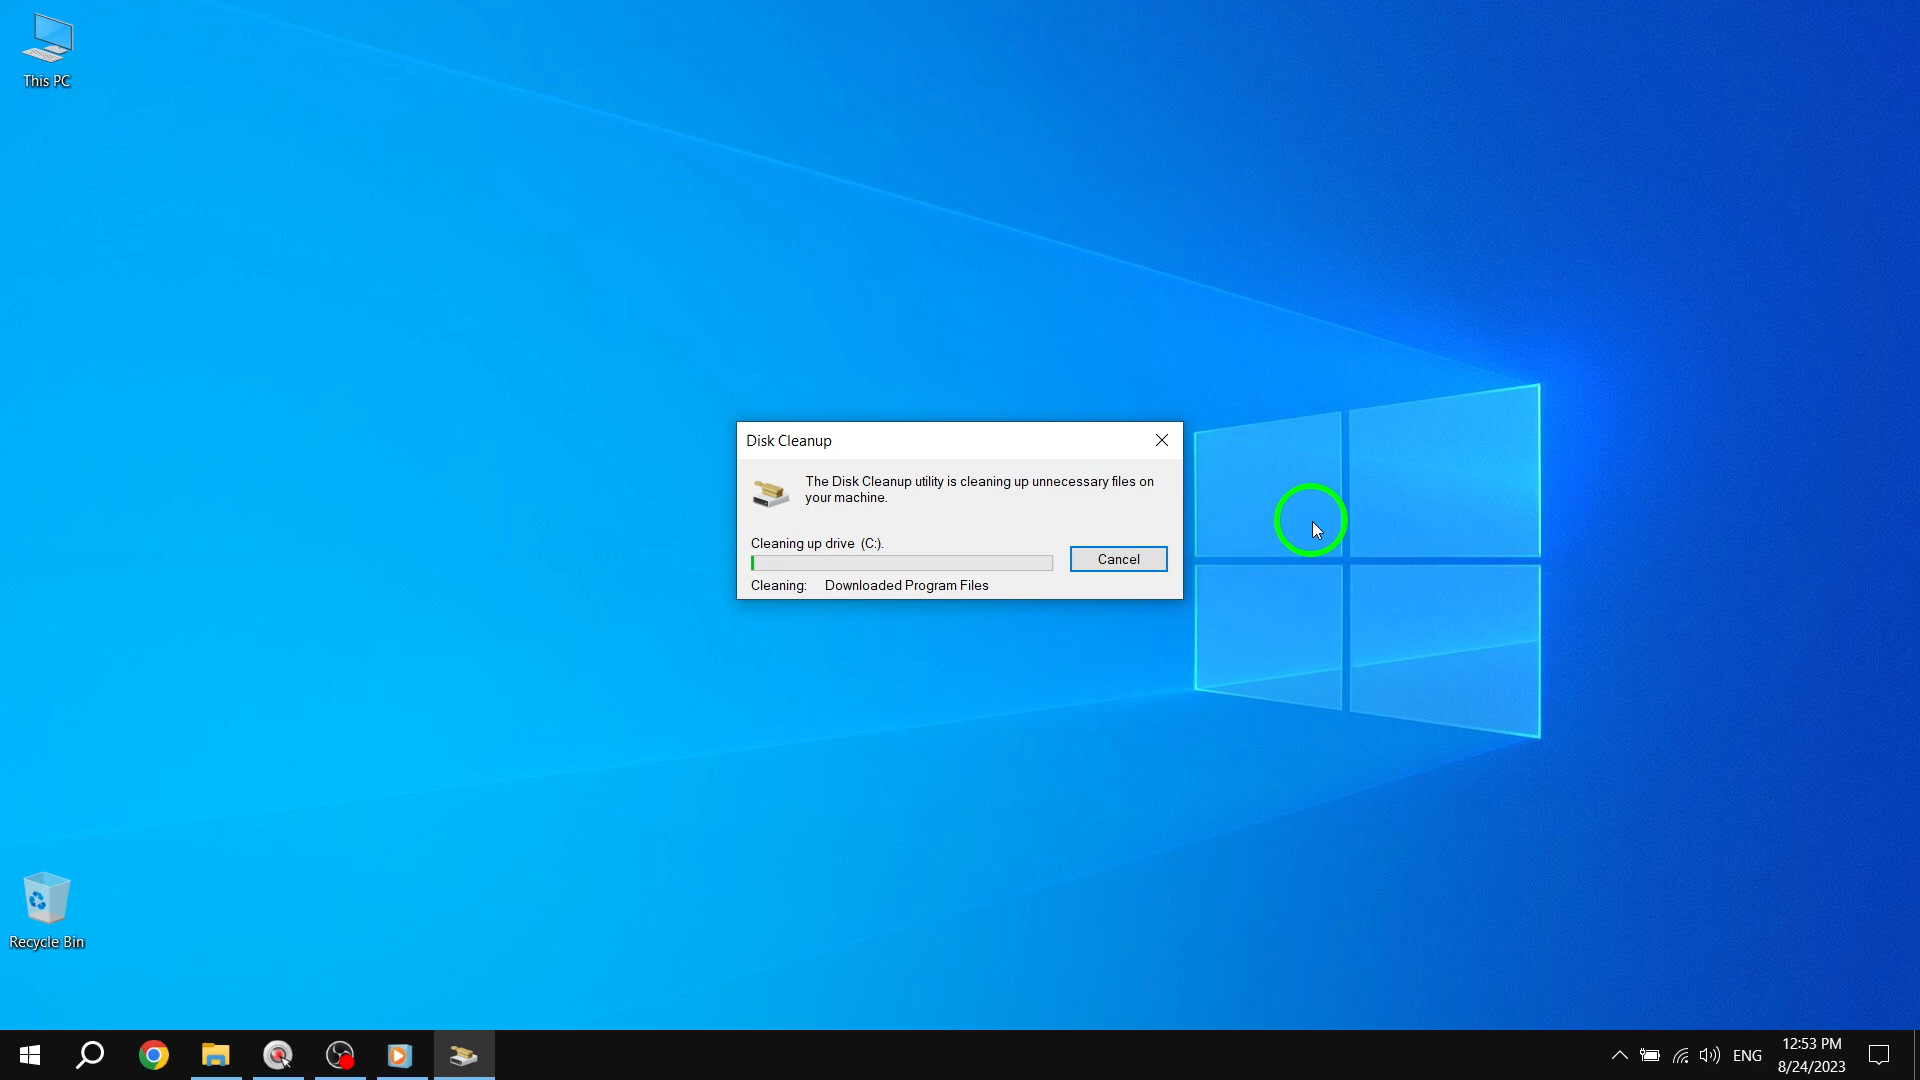 This PC
Disk Cleanup
The Disk Cleanup utility is cleaning up unnecessary files on
your machine.
Cleaning up drive (C:).
Cancel
Cleaning: Downloaded Program Files
Recycle Bin
ENG
12:53 PM
8/24/2023